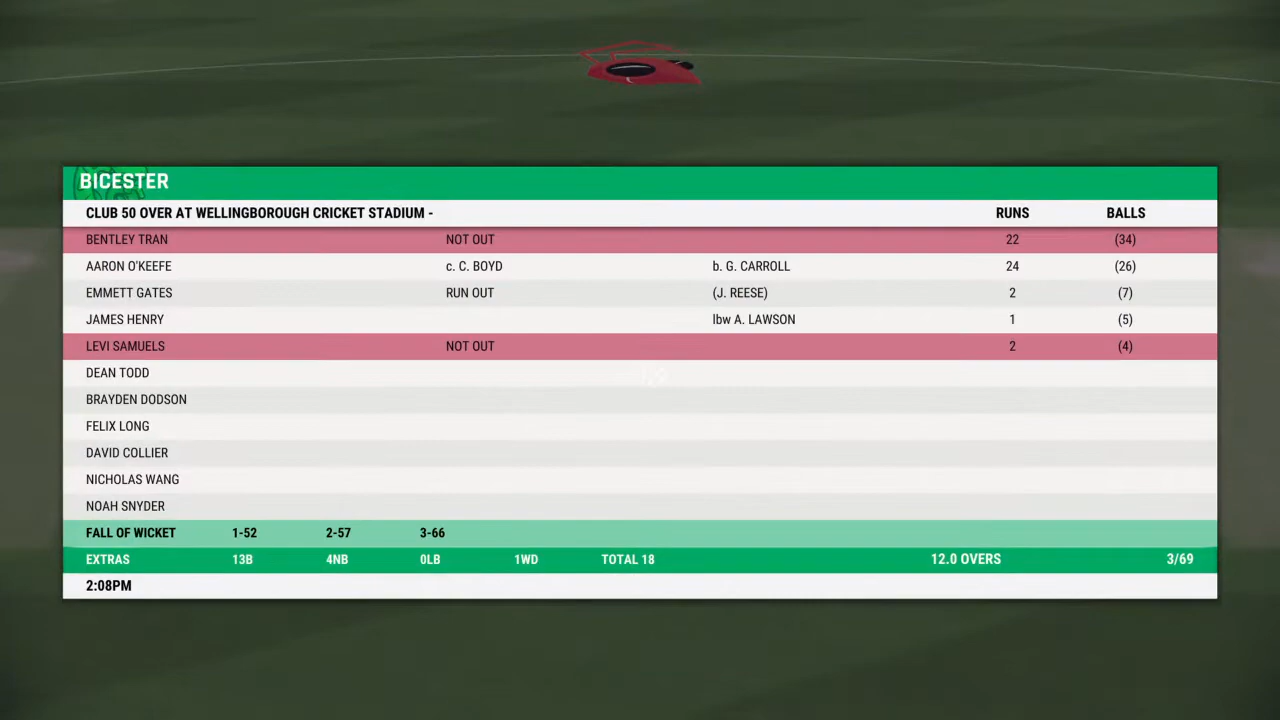 BICESTER
CLUB 50 OVER AT WELLINGBOROUGH CRICKET STADIUM - RUNS BALLS
BENTLEY TRAN NOT OUT 22 (34)
AARON O'KEEFE c. C. BOYD b. G. CARROLL 24 (26)
EMMETT GATES RUN OUT (J. REESE) 2 (7)
JAMES HENRY lbw A. LAWSON 1 (5)
LEVI SAMUELS NOT OUT 2 (4)
DEAN TODD
BRAYDEN DODSON
FELIX LONG
DAVID COLLIER
NICHOLAS WANG
NOAH SNYDER
FALL OF WICKET 1-52 2-57 3-66
EXTRAS 13B 4NB 0LB 1WD TOTAL 18 12.0 OVERS 3/69
2:08PM